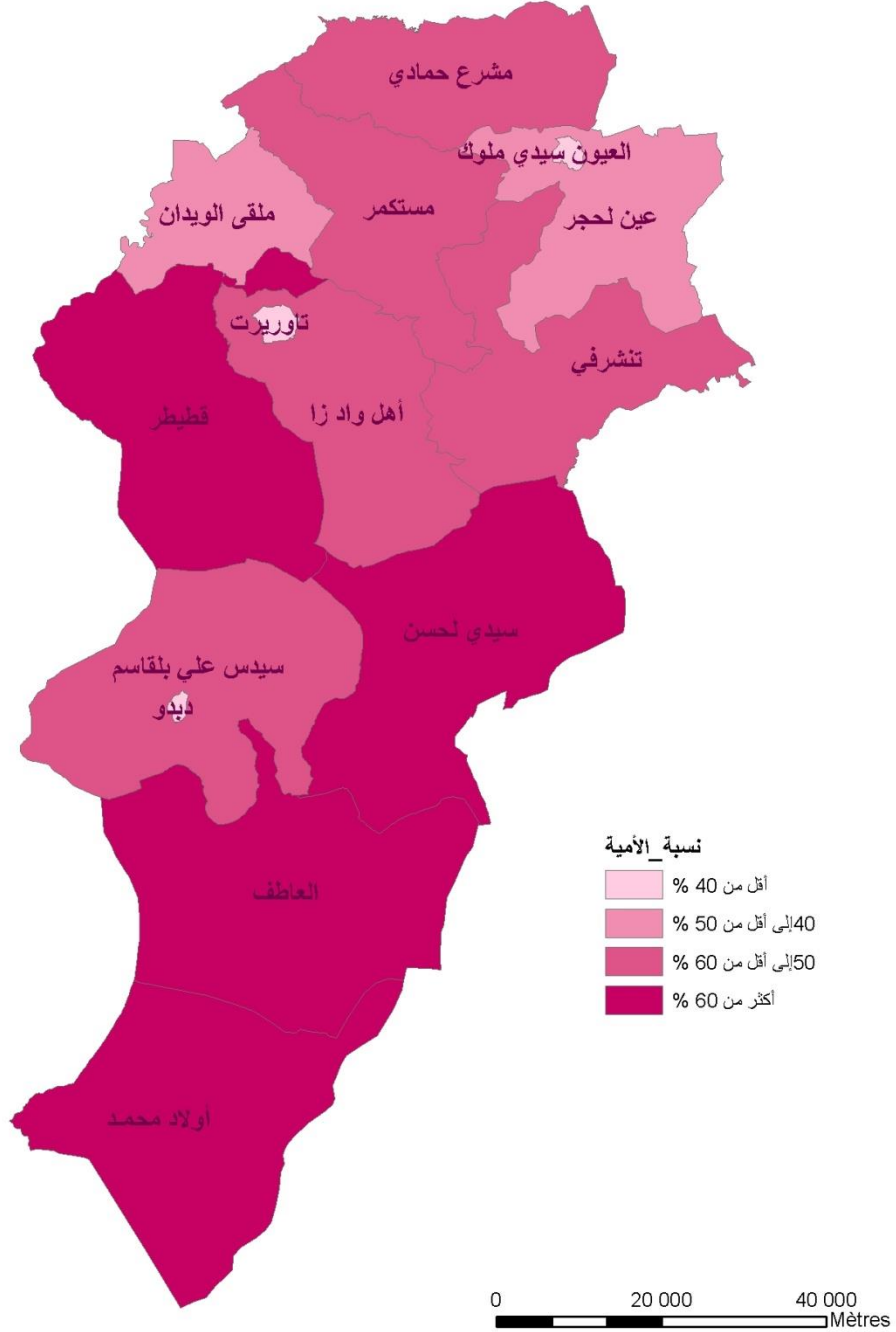 مشرع حمادي
العيون سيدي ملوك
ملقى الويدان
مستكمر
عين لحجر
تاوريرت
تنشرفي
قطيطر
أهل واد زا
سيدي لحسن
سيدس علي بلقاسم
دبدو
العاطف
أولاد محمد
نسبة_الأمية
أقل من 40 %
40إلى أقل من 50 %
50إلى أقل من 60 %
أكثر من 60 %
0 20 000 40 000
Mètres